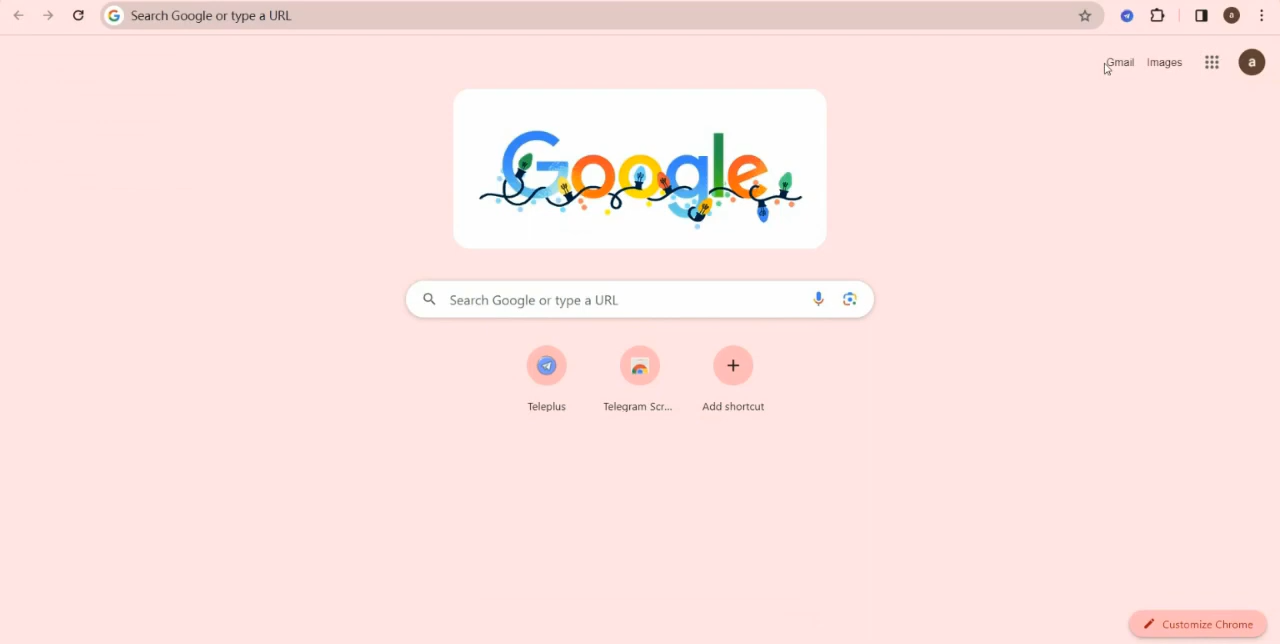 Search Google or type a URL
a
Gmail Images
a
Google
Search Google or type a URL
Teleplus
Telegram Scr...
Add shortcut
Customize Chrome